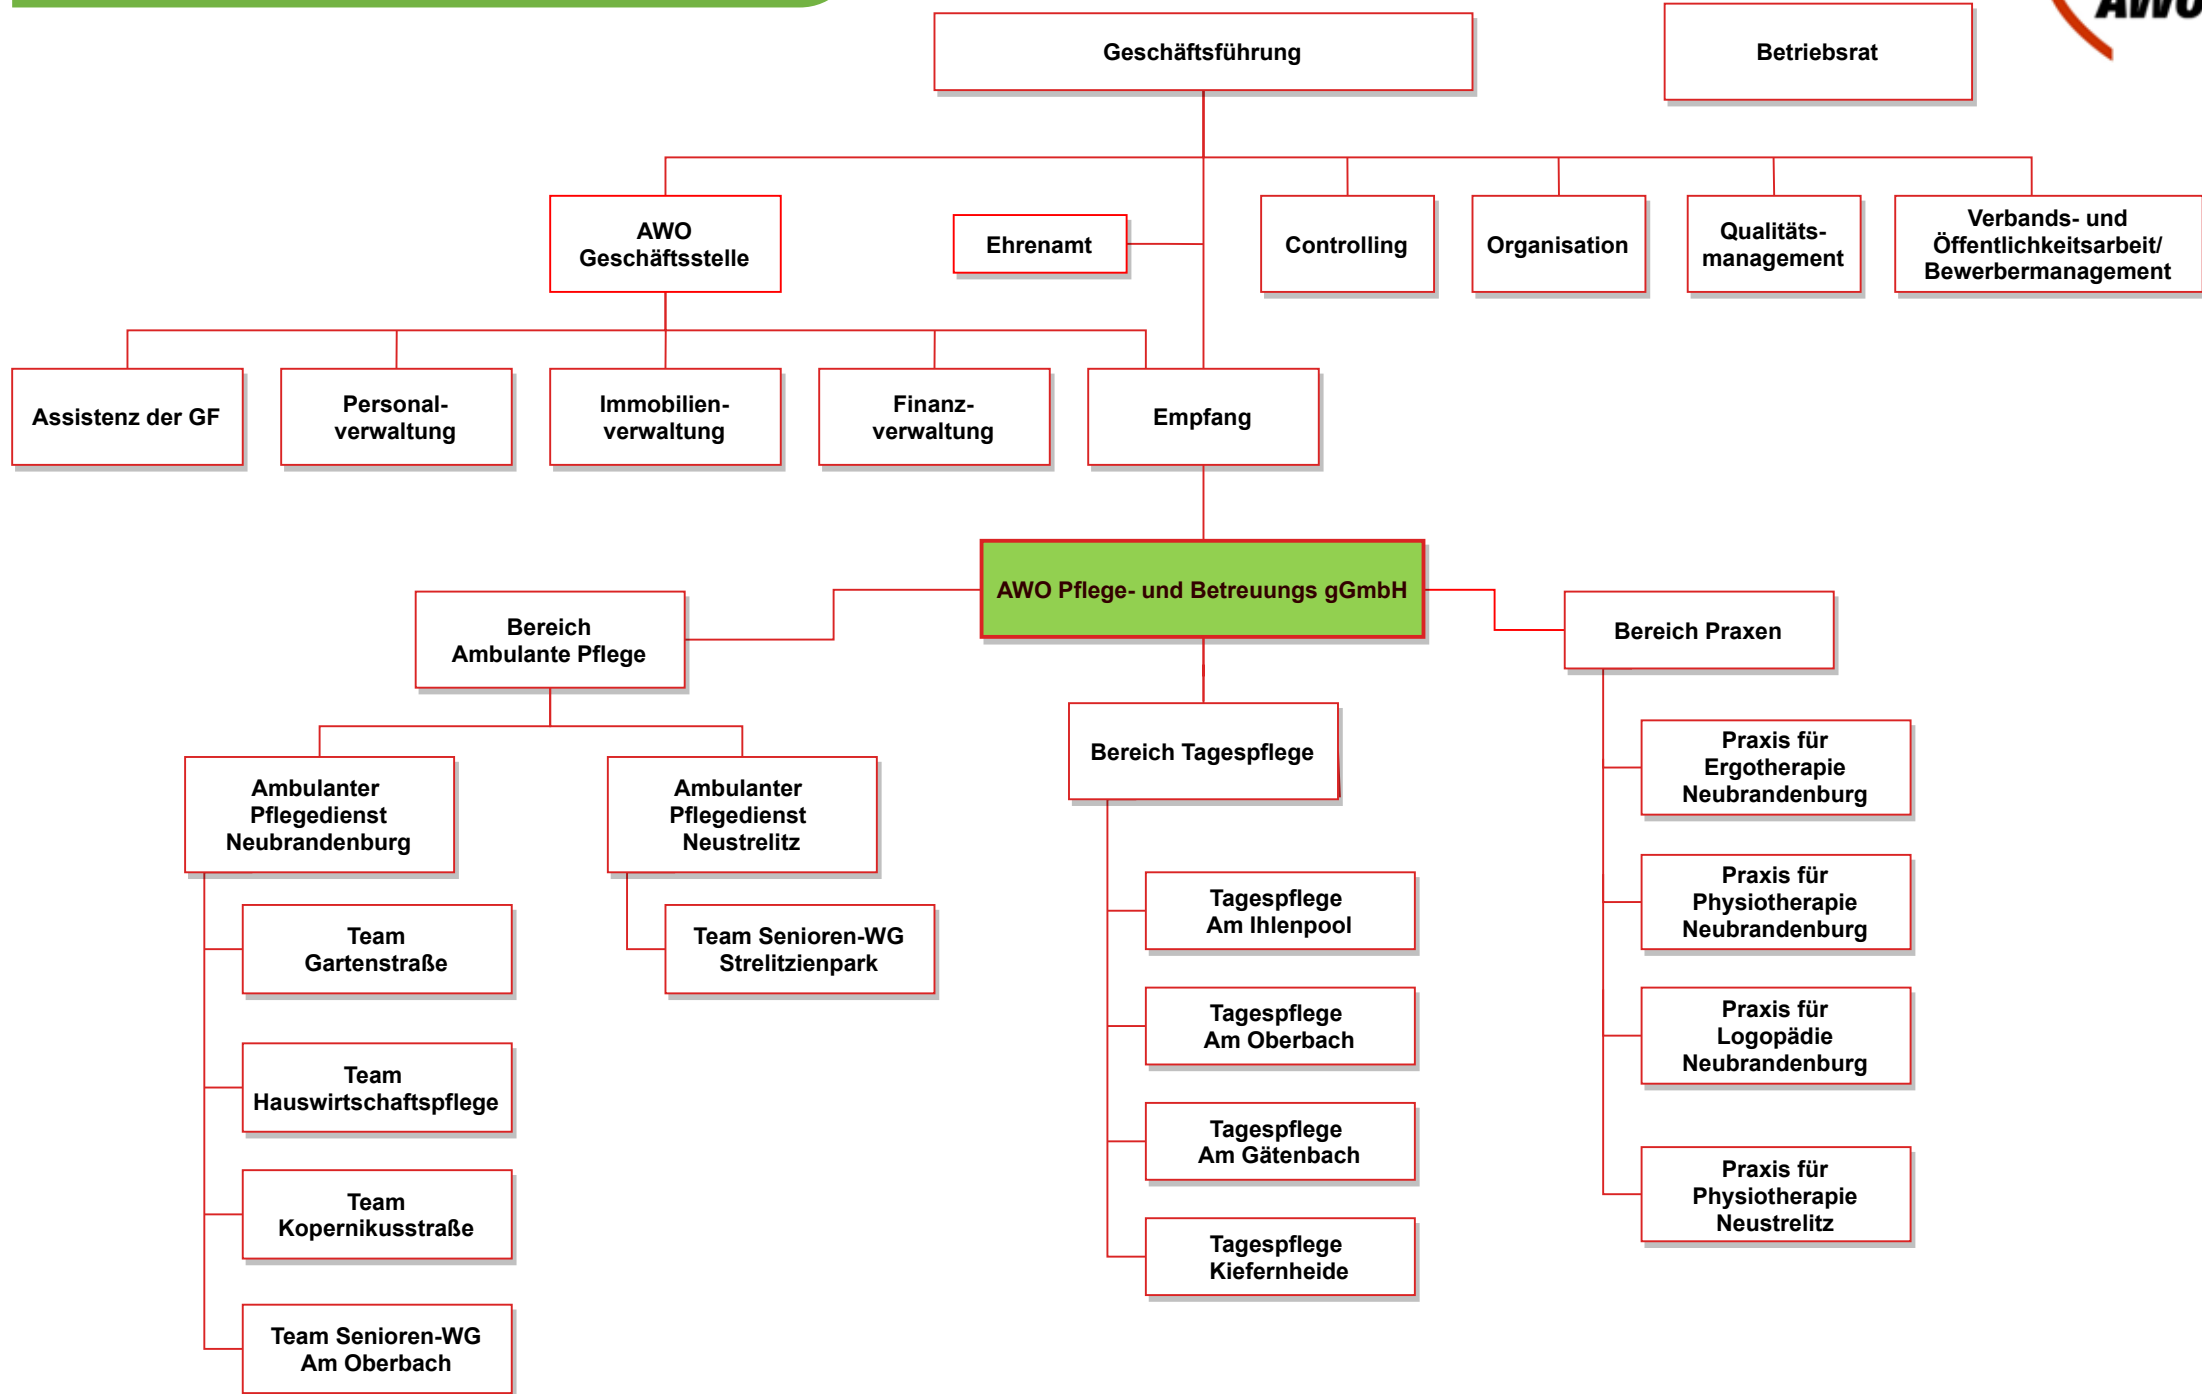 AWO
Geschäftsführung
Betriebsrat
AWO
Geschäftsstelle
Ehrenamt
Controlling
Organisation
Qualitäts-
management
Verbands- und
Öffentlichkeitsarbeit/
Bewerbermanagement
Assistenz der GF
Personal-
verwaltung
Immobilien-
verwaltung
Finanz-
verwaltung
Empfang
AWO Pflege- und Betreuungs gGmbH
Bereich
Ambulante Pflege
Bereich Praxen
Bereich Tagespflege
Ambulanter
Pflegedienst
Neubrandenburg
Ambulanter
Pflegedienst
Neustrelitz
Team
Gartenstraße
Team
Hauswirtschaftspflege
Team
Kopernikusstraße
Team Senioren-WG
Am Oberbach
Team Senioren-WG
Strelitzienpark
Tagespflege
Am Ihlenpool
Tagespflege
Am Oberbach
Tagespflege
Am Gätenbach
Tagespflege
Kiefernheide
Praxis für
Ergotherapie
Neubrandenburg
Praxis für
Physiotherapie
Neubrandenburg
Praxis für
Logopädie
Neubrandenburg
Praxis für
Physiotherapie
Neustrelitz